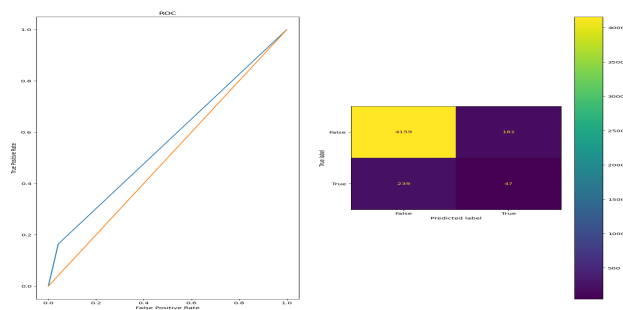 ROC
1.0
0.8
0.6
0.4
0.2
0.0
True Positive Rate
0.0 0.2 0.4 0.6 0.8 1.0
False Positive Rate
True label
False 4159 181
True 239 47
False True
Predicted label
4000
3500
3000
2500
2000
1500
1000
500